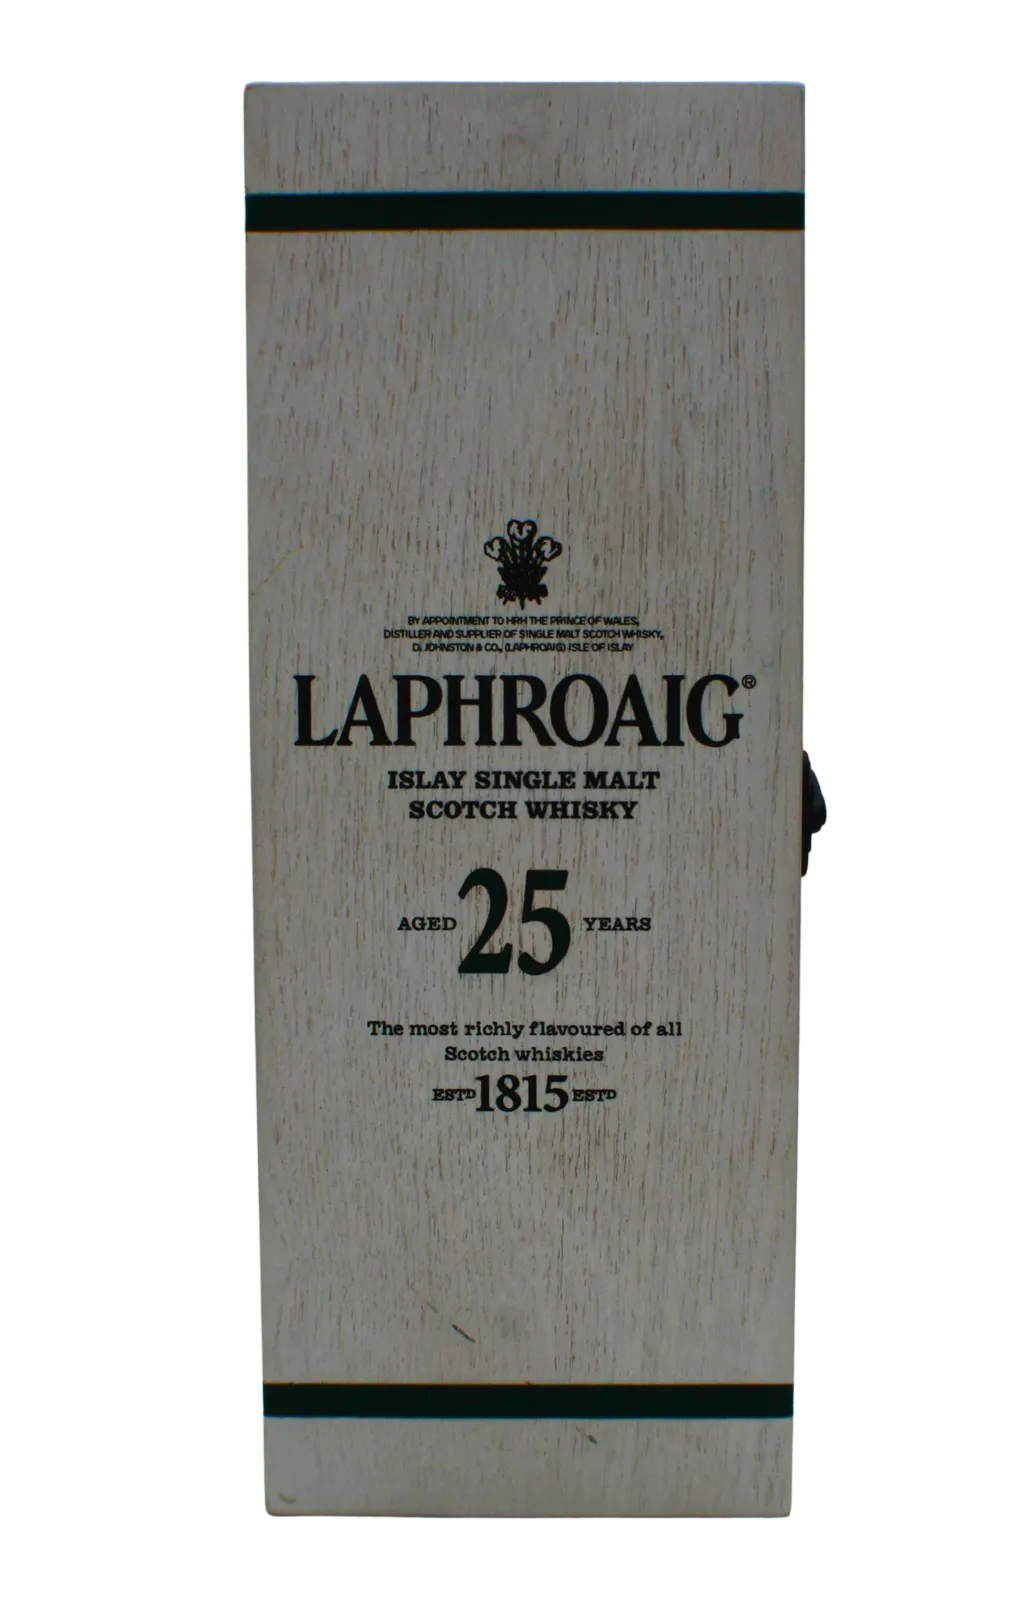 BY APPOINTMENT TO HRH THE PRINCE OF WALES,
DISTILLER AND SUPPLIER OF SINGLE MALT SCOTCH WHISKY,
D. JOHNSTON & CO., (LAPHROAIG) ISLE OF ISLAY
LAPHROAIG®
ISLAY SINGLE MALT
SCOTCH WHISKY
AGED 25 YEARS
The most richly flavoured of all
Scotch whiskies
ESTD 1815 ESTD